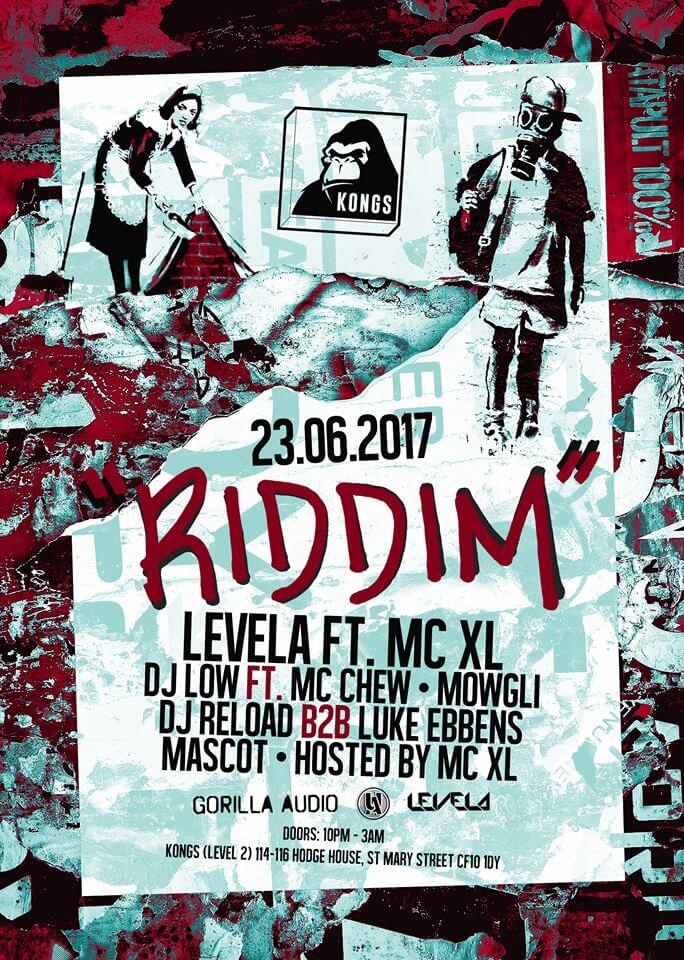 KONGS
CATAPULT 100%
23.06.2017
"RIDDIM"
LEVELA FT. MC XL
DJ LOW FT. MC CHEW • MOWGLI
DJ RELOAD B2B LUKE EBBENS
MASCOT • HOSTED BY MC XL
GORILLA AUDIO LEVELA
DOORS: 10PM - 3AM
KONGS (LEVEL 2) 114-116 HODGE HOUSE, ST MARY STREET CF10 1DY